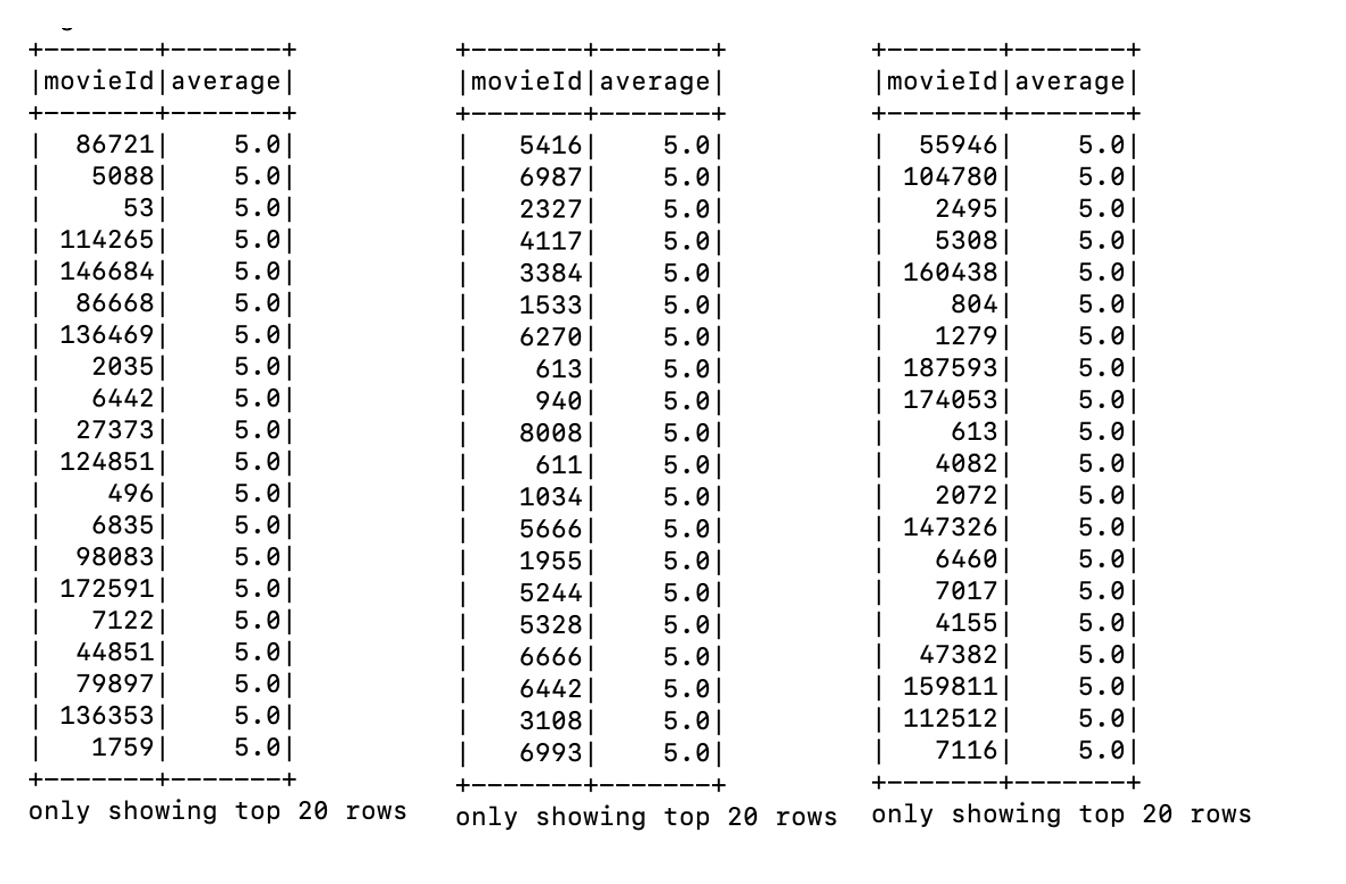 +-------+-------+
|movieId|average|
+-------+-------+
|  86721|    5.0|
|   5088|    5.0|
|     53|    5.0|
| 114265|    5.0|
| 146684|    5.0|
|  86668|    5.0|
| 136469|    5.0|
|   2035|    5.0|
|   6442|    5.0|
|  27373|    5.0|
| 124851|    5.0|
|    496|    5.0|
|   6835|    5.0|
|  98083|    5.0|
| 172591|    5.0|
|   7122|    5.0|
|  44851|    5.0|
|  79897|    5.0|
| 136353|    5.0|
|   1759|    5.0|
+-------+-------+
only showing top 20 rows
+-------+-------+
|movieId|average|
+-------+-------+
|   5416|    5.0|
|   6987|    5.0|
|   2327|    5.0|
|   4117|    5.0|
|   3384|    5.0|
|   1533|    5.0|
|   6270|    5.0|
|    613|    5.0|
|    940|    5.0|
|   8008|    5.0|
|    611|    5.0|
|   1034|    5.0|
|   5666|    5.0|
|   1955|    5.0|
|   5244|    5.0|
|   5328|    5.0|
|   6666|    5.0|
|   6442|    5.0|
|   3108|    5.0|
|   6993|    5.0|
+-------+-------+
only showing top 20 rows
+-------+-------+
|movieId|average|
+-------+-------+
|  55946|    5.0|
| 104780|    5.0|
|   2495|    5.0|
|   5308|    5.0|
| 160438|    5.0|
|    804|    5.0|
|   1279|    5.0|
| 187593|    5.0|
| 174053|    5.0|
|    613|    5.0|
|   4082|    5.0|
|   2072|    5.0|
| 147326|    5.0|
|   6460|    5.0|
|   7017|    5.0|
|   4155|    5.0|
|  47382|    5.0|
| 159811|    5.0|
| 112512|    5.0|
|   7116|    5.0|
+-------+-------+
only showing top 20 rows